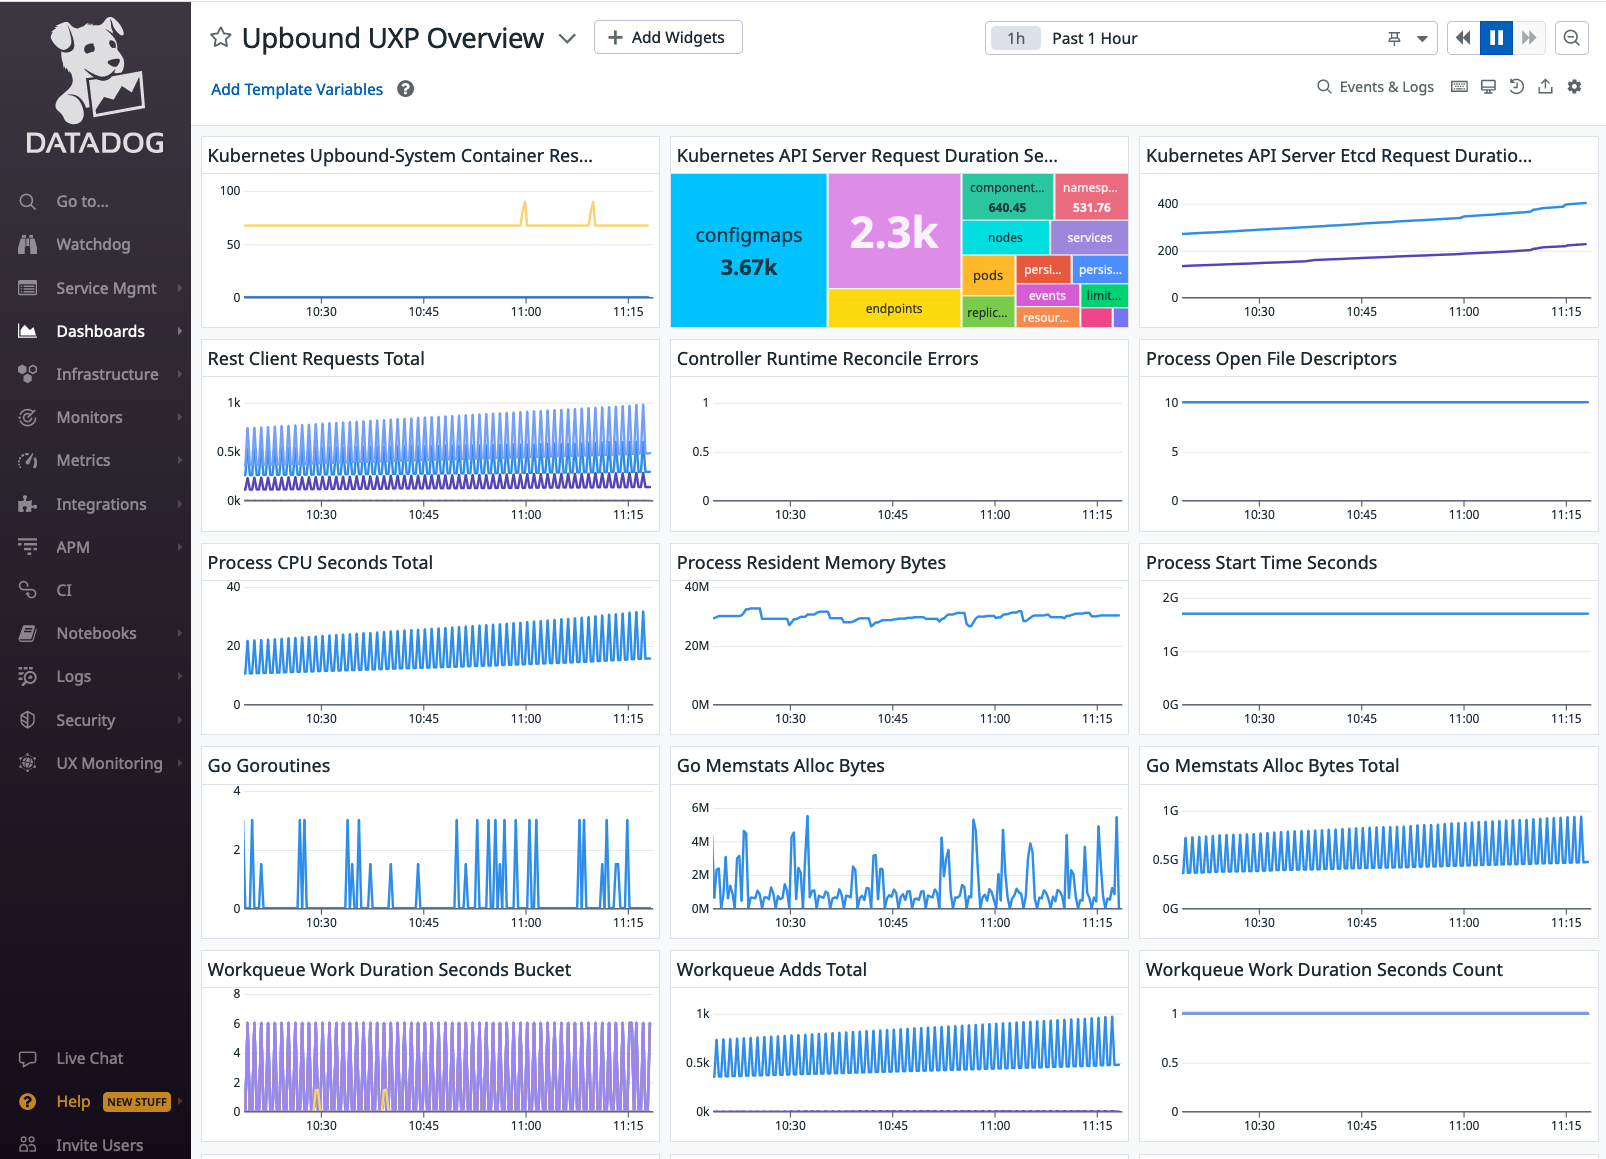 DATADOG
Go to...
Watchdog
Service Mgmt
Dashboards
Infrastructure
Monitors
Metrics
Integrations
APM
CI
Notebooks
Logs
Security
UX Monitoring
Live Chat
Help NEW STUFF
Invite Users
Upbound UXP Overview
Add Widgets
1h Past 1 Hour
Add Template Variables
Events & Logs
Kubernetes Upbound-System Container Res...
100
50
0
10:30 10:45 11:00 11:15
Kubernetes API Server Request Duration Se...
configmaps
3.67k
2.3k
endpoints
component...
640.45
namesp...
531.76
nodes
services
pods
persi...
persis...
events
limit...
replic...
resour...
Kubernetes API Server Etcd Request Duratio...
400
200
0
10:30 10:45 11:00 11:15
Rest Client Requests Total
1k
0.5k
0k
10:30 10:45 11:00 11:15
Controller Runtime Reconcile Errors
1
0.5
0
10:30 10:45 11:00 11:15
Process Open File Descriptors
10
5
0
10:30 10:45 11:00 11:15
Process CPU Seconds Total
40
20
0
10:30 10:45 11:00 11:15
Process Resident Memory Bytes
40M
20M
0M
10:30 10:45 11:00 11:15
Process Start Time Seconds
2G
1G
0G
10:30 10:45 11:00 11:15
Go Goroutines
4
2
0
10:30 10:45 11:00 11:15
Go Memstats Alloc Bytes
6M
4M
2M
0M
10:30 10:45 11:00 11:15
Go Memstats Alloc Bytes Total
1G
0.5G
0G
10:30 10:45 11:00 11:15
Workqueue Work Duration Seconds Bucket
8
6
4
2
0
10:30 10:45 11:00 11:15
Workqueue Adds Total
1k
0.5k
0k
10:30 10:45 11:00 11:15
Workqueue Work Duration Seconds Count
1
0.5
0
10:30 10:45 11:00 11:15